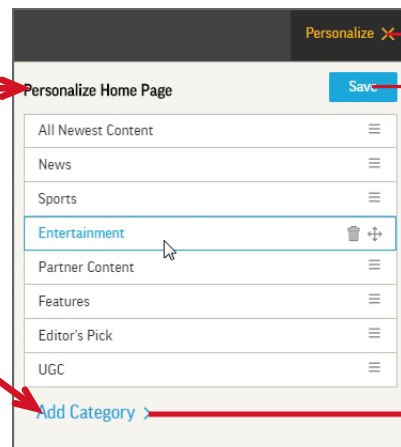 Personalize
Personalize Home Page
Save
All Newest Content
News
Sports
Entertainment
Partner Content
Features
Editor's Pick
UGC
Add Category >